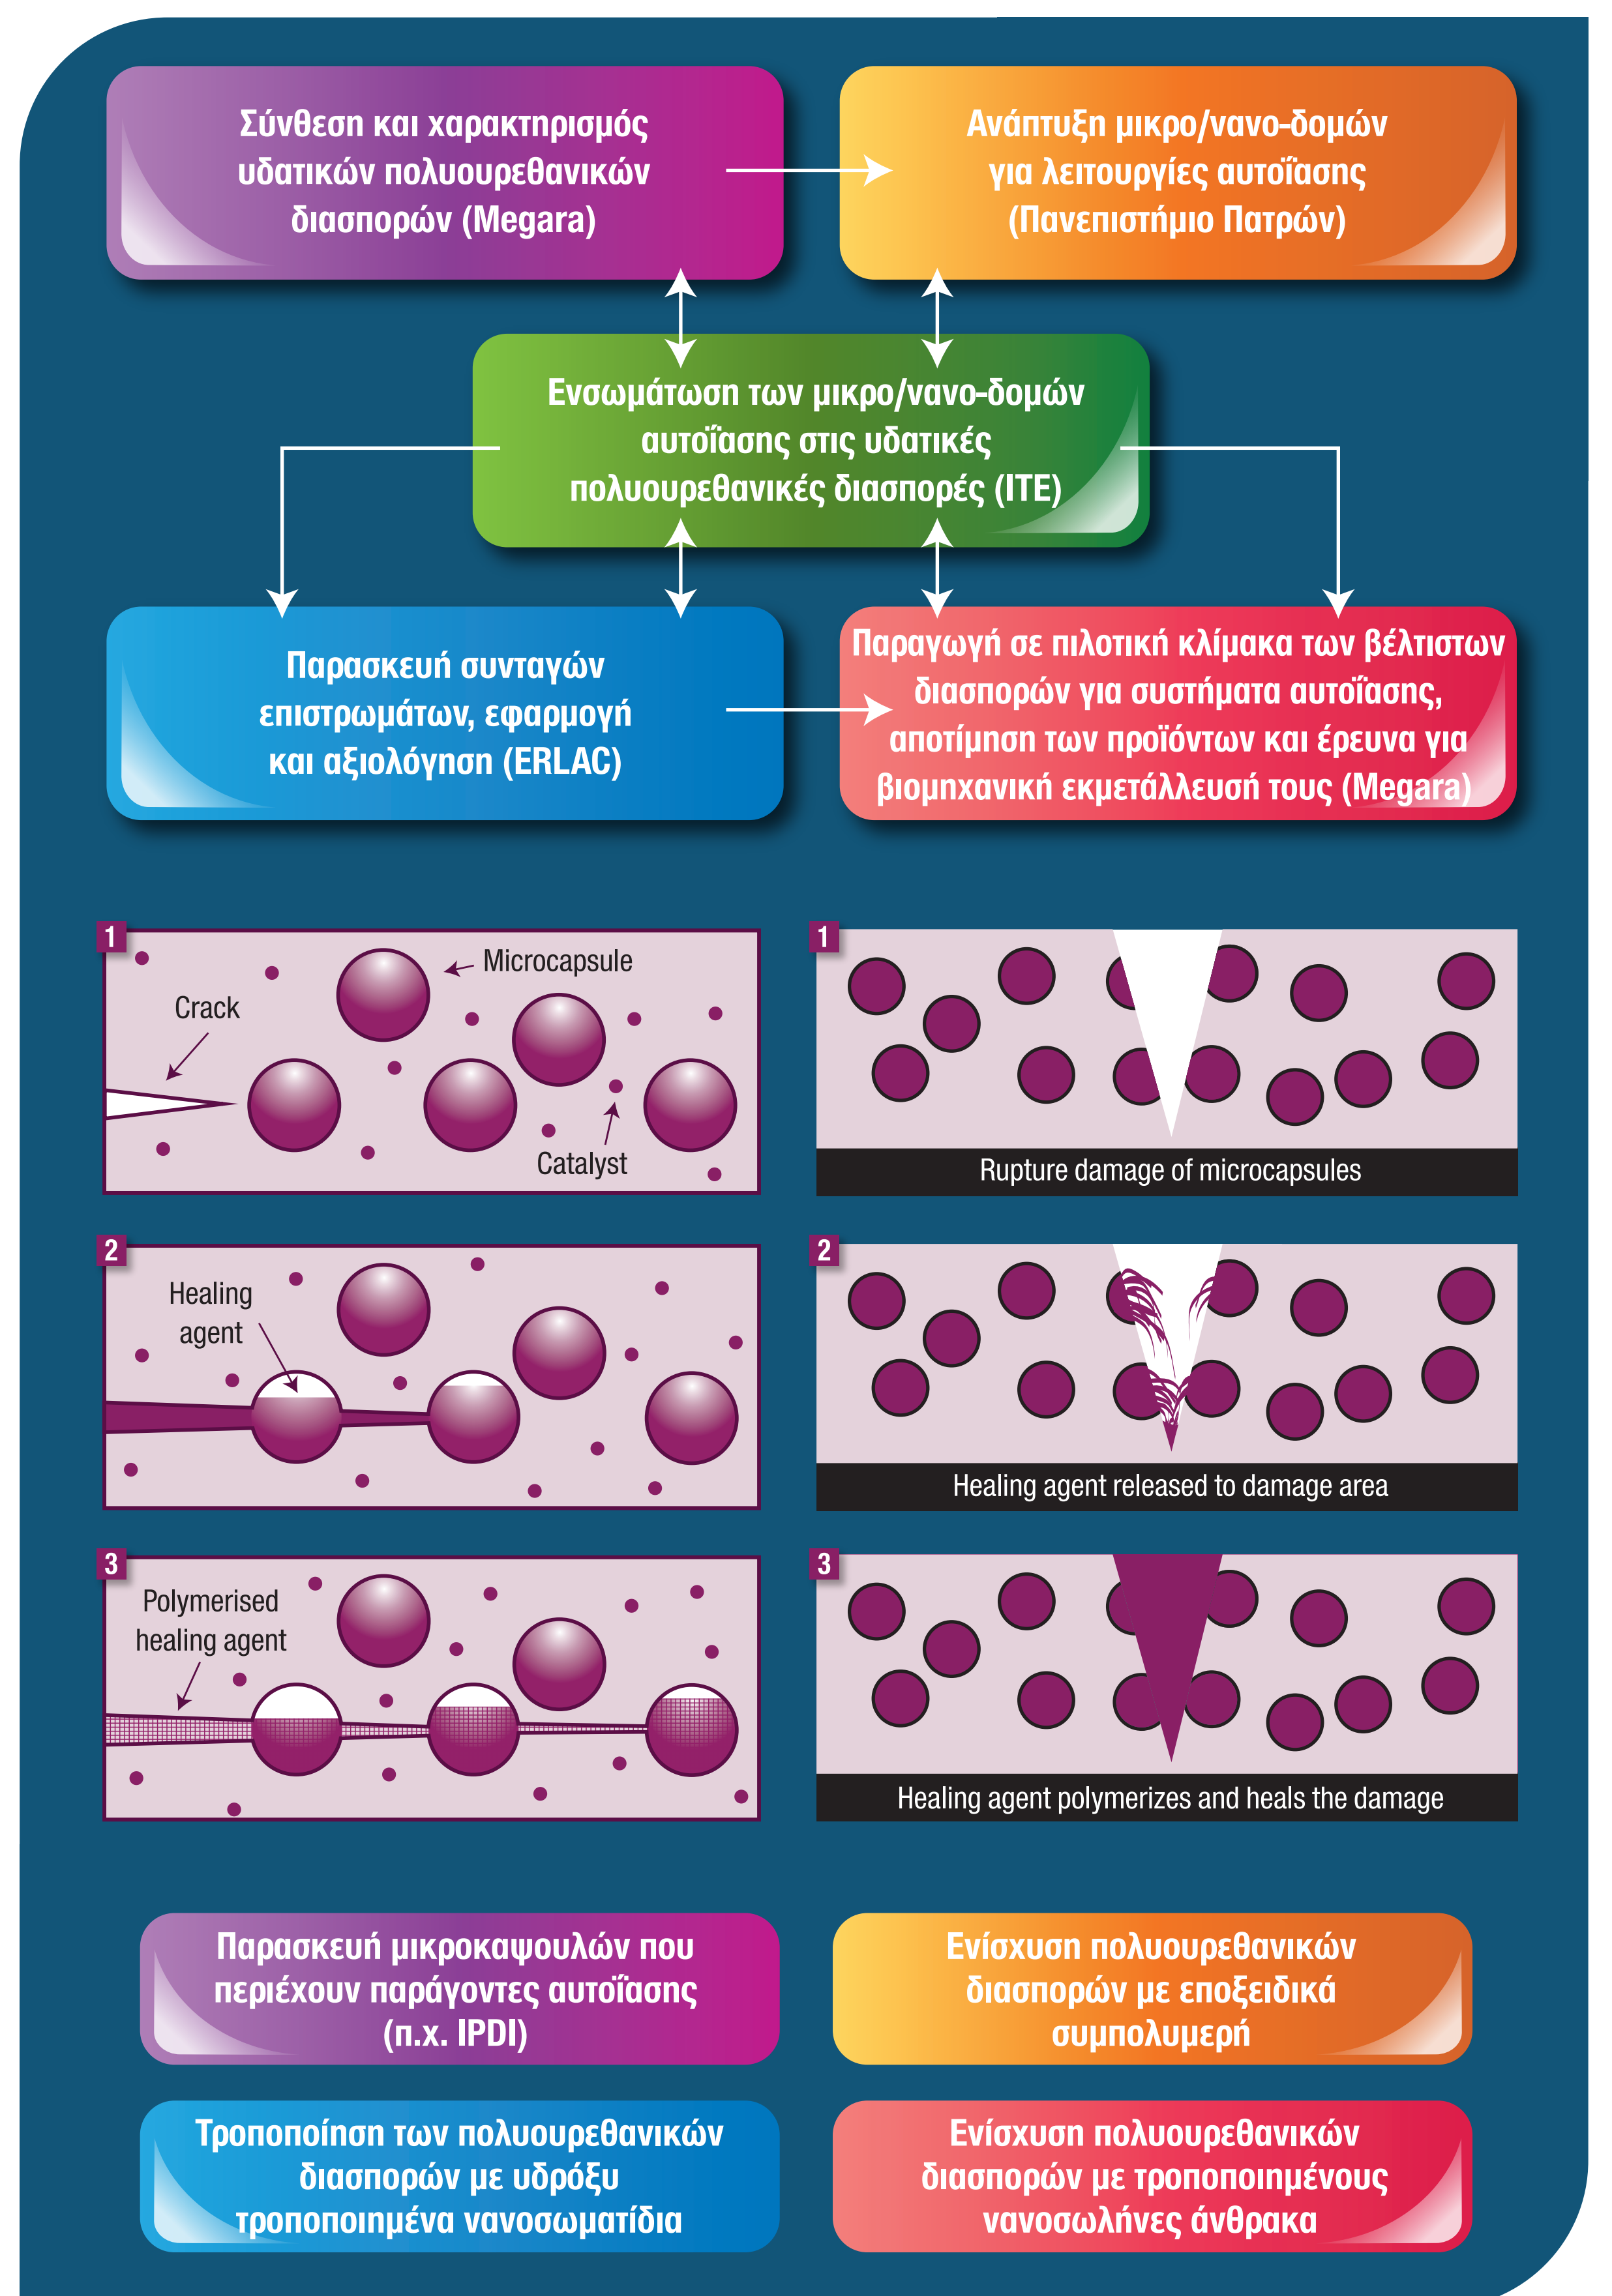 Σύνθεση και χαρακτηρισμός
υδατικών πολυουρεθανικών
διασπορών (Megara)
Ανάπτυξη μικρο/νανο-δομών
για λειτουργίες αυτοΐασης
(Πανεπιστήμιο Πατρών)
Ενσωμάτωση των μικρο/νανο-δομών
αυτοΐασης στις υδατικές
πολυουρεθανικές διασπορές (ΙΤΕ)
Παρασκευή συνταγών
επιστρωμάτων, εφαρμογή
και αξιολόγηση (ERLAC)
Παραγωγή σε πιλοτική κλίμακα των βέλτιστων
διασπορών για συστήματα αυτοΐασης,
αποτίμηση των προϊόντων και έρευνα για
βιομηχανική εκμετάλλευσή τους (Megara)
1
Microcapsule
Crack
Catalyst
1
Rupture damage of microcapsules
2
Healing
agent
2
Healing agent released to damage area
3
Polymerised
healing agent
3
Healing agent polymerizes and heals the damage
Παρασκευή μικροκαψουλών που
περιέχουν παράγοντες αυτοΐασης
(π.χ. IPDI)
Ενίσχυση πολυουρεθανικών
διασπορών με εποξειδικά
συμπολυμερή
Τροποποίηση των πολυουρεθανικών
διασπορών με υδρόξυ
τροποποιημένα νανοσωματίδια
Ενίσχυση πολυουρεθανικών
διασπορών με τροποποιημένους
νανοσωλήνες άνθρακα